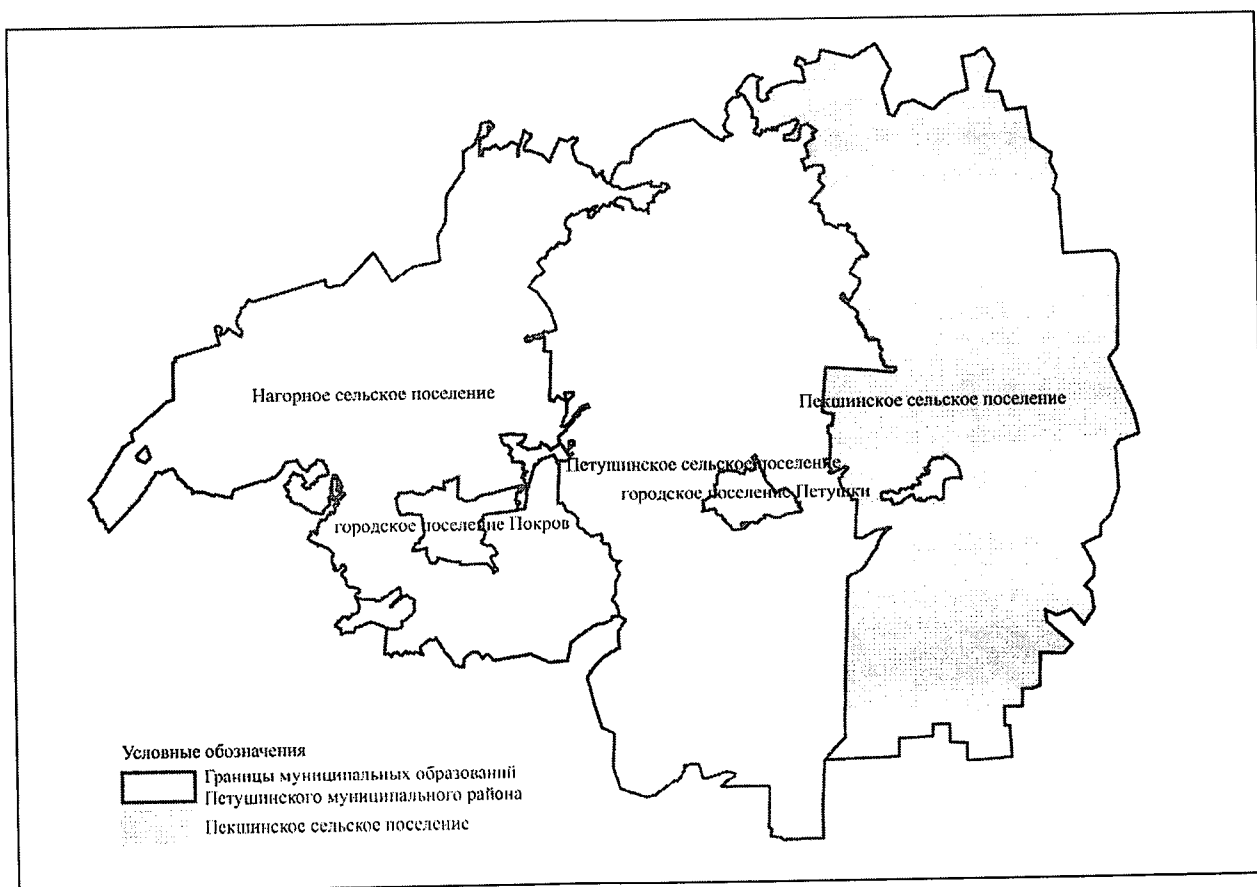 Нагорное сельское поселение
Пекшинское сельское поселение
Петушинское сельское поселение
городское поселение Петушки
городское поселение Покров
Условные обозначения
Границы муниципальных образований
Петушинского муниципального района
Пекшинское сельское поселение